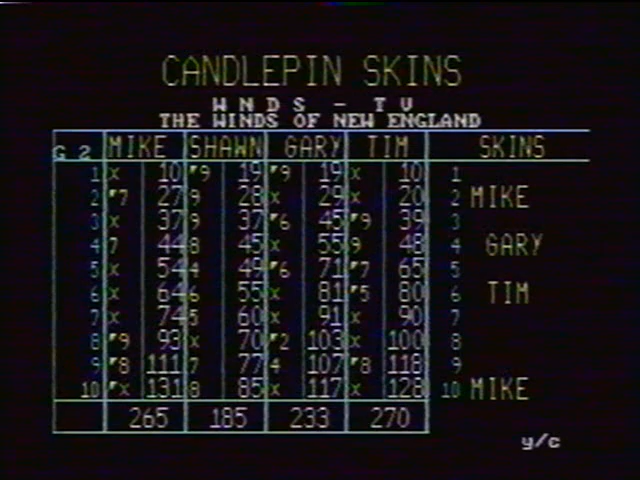 CANDLEPIN SKINS
WNDS - TV
THE WINDS OF NEW ENGLAND
G 2 MIKE SHAWN GARY TIM SKINS
1 x 10 ◤9 19 ◤9 19 x 10 1
2 ◤7 27 9 28 x 29 x 20 2 MIKE
3 x 37 9 37 ◤6 45 ◤9 39 3
4 7 44 8 45 x 55 9 48 4 GARY
5 x 54 4 49 ◤6 71 ◤7 65 5
6 x 64 6 55 x 81 ◤5 80 6 TIM
7 x 74 5 60 x 91 x 90 7
8 ◤9 93 x 70 ◤2 103 x 100 8
9 ◤8 111 7 77 4 107 ◤8 118 9
10 ◤x 131 8 85 x 117 x 128 10 MIKE
265 185 233 270
y/c